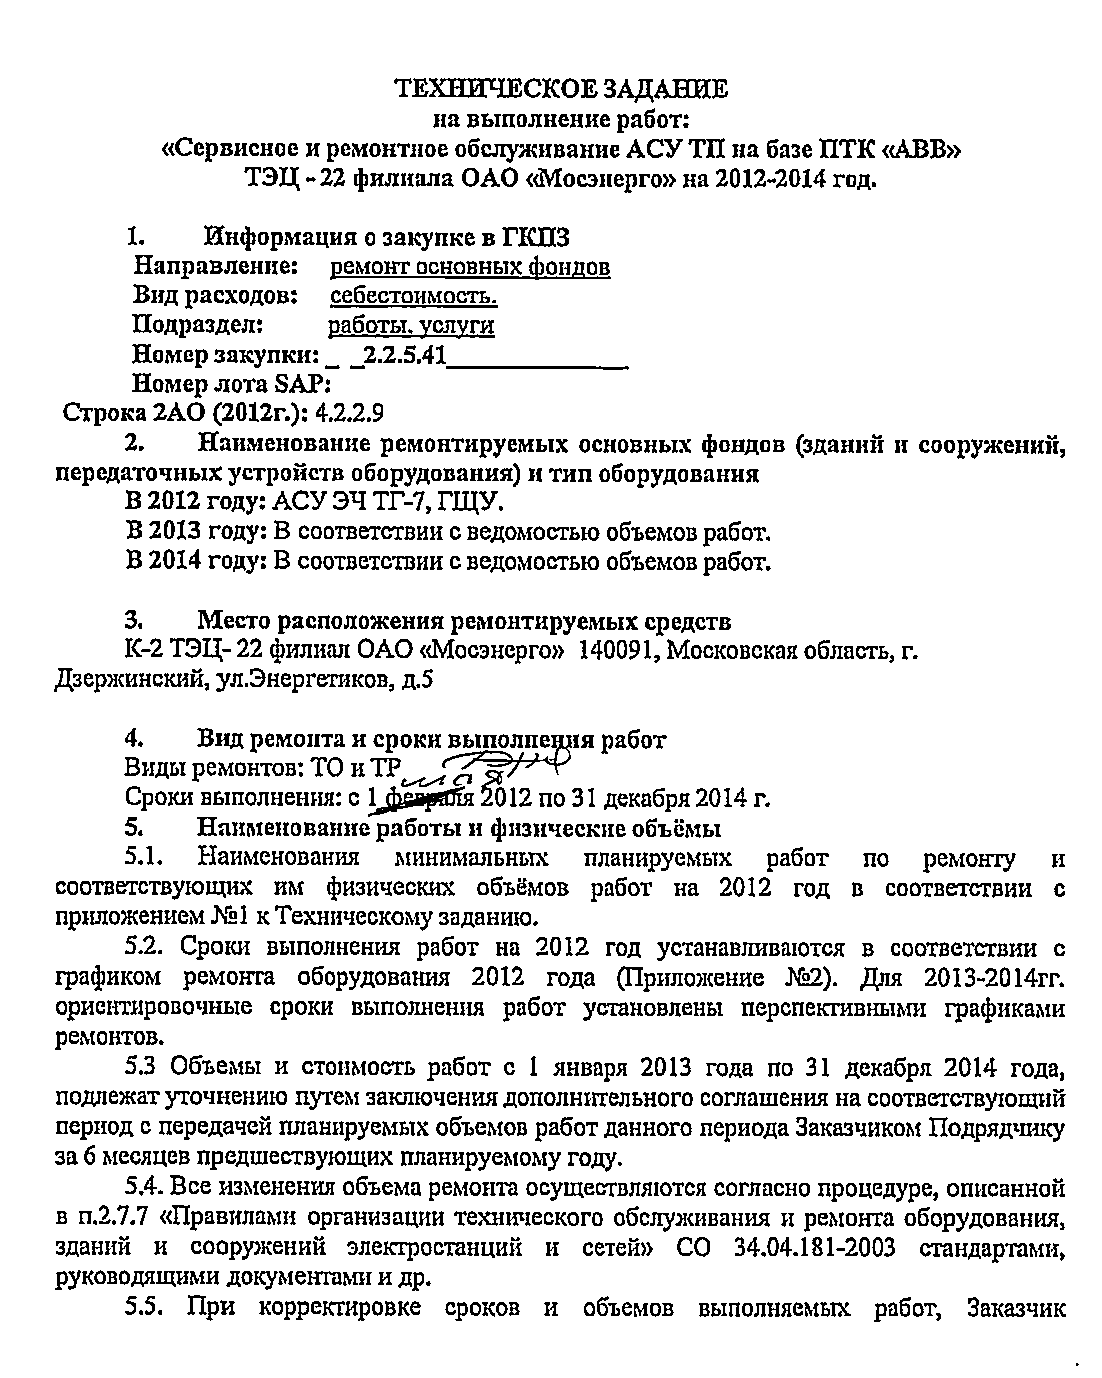 ТЕХНИЧЕСКОЕ ЗАДАНИЕ
на выполнение работ:
«Сервисное и ремонтное обслуживание АСУ ТП на базе ПТК «АВВ»
ТЭЦ - 22 филиала ОАО «Мосэнерго» на 2012-2014 год.
1. Информация о закупке в ГКПЗ
Направление: ремонт основных фондов
Вид расходов: себестоимость.
Подраздел: работы, услуги
Номер закупки: _ _2.2.5.41_____________
Номер лота SAP:
Строка 2АО (2012г.): 4.2.2.9
2. Наименование ремонтируемых основных фондов (зданий и сооружений,
передаточных устройств оборудования) и тип оборудования
В 2012 году: АСУ ЭЧ ТГ-7, ГЩУ.
В 2013 году: В соответствии с ведомостью объемов работ.
В 2014 году: В соответствии с ведомостью объемов работ.
3. Место расположения ремонтируемых средств
К-2 ТЭЦ- 22 филиал ОАО «Мосэнерго» 140091, Московская область, г.
Дзержинский, ул.Энергетиков, д.5
4. Вид ремонта и сроки выполнения работ
Виды ремонтов: ТО и ТР
мая
Сроки выполнения: с 1 февраля 2012 по 31 декабря 2014 г.
5. Наименование работы и физические объёмы
5.1. Наименования минимальных планируемых работ по ремонту и
соответствующих им физических объёмов работ на 2012 год в соответствии с
приложением №1 к Техническому заданию.
5.2. Сроки выполнения работ на 2012 год устанавливаются в соответствии с
графиком ремонта оборудования 2012 года (Приложение №2). Для 2013-2014гг.
ориентировочные сроки выполнения работ установлены перспективными графиками
ремонтов.
5.3 Объемы и стоимость работ с 1 января 2013 года по 31 декабря 2014 года,
подлежат уточнению путем заключения дополнительного соглашения на соответствующий
период с передачей планируемых объемов работ данного периода Заказчиком Подрядчику
за 6 месяцев предшествующих планируемому году.
5.4. Все изменения объема ремонта осуществляются согласно процедуре, описанной
в п.2.7.7 «Правилами организации технического обслуживания и ремонта оборудования,
зданий и сооружений электростанций и сетей» СО 34.04.181-2003 стандартами,
руководящими документами и др.
5.5. При корректировке сроков и объемов выполняемых работ, Заказчик